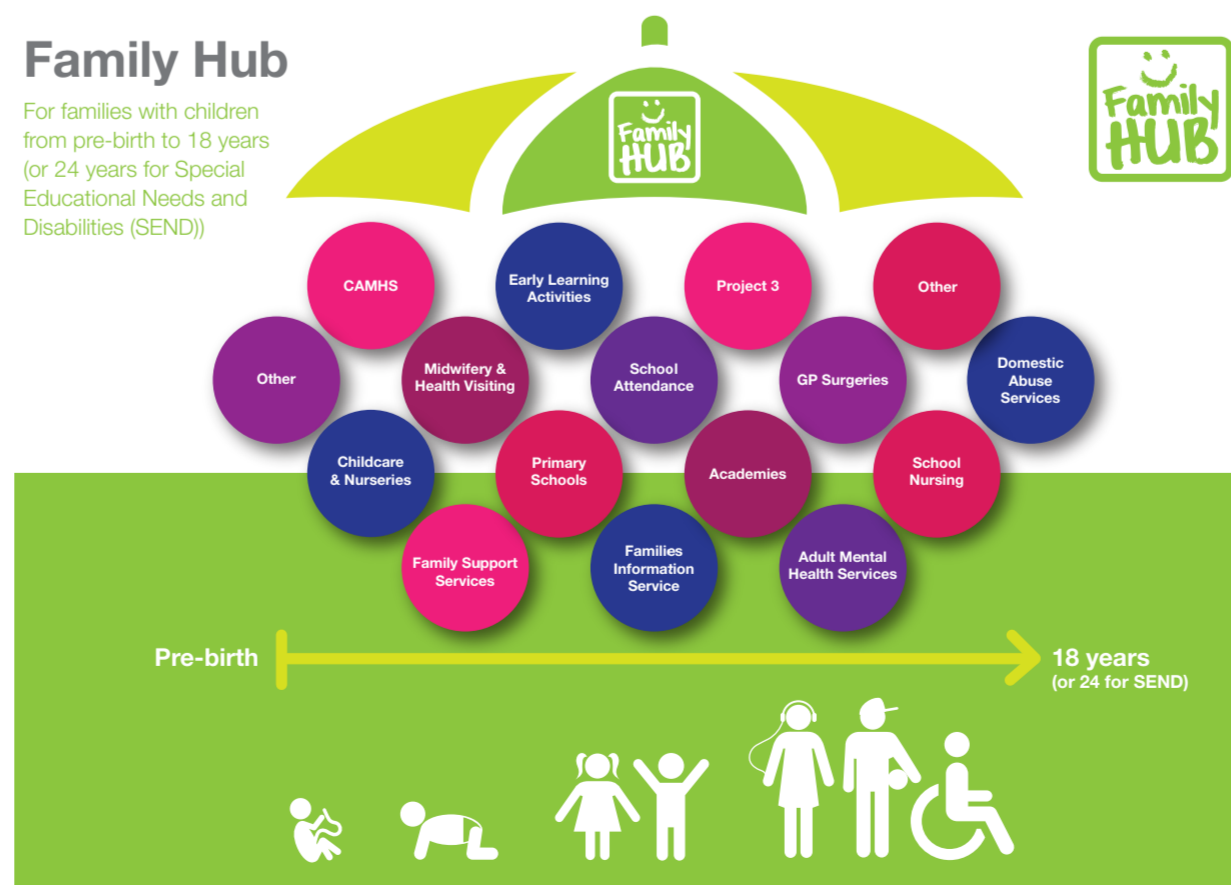 Family Hub
For families with children
from pre-birth to 18 years
(or 24 years for Special
Educational Needs and
Disabilities (SEND))
Family
HUB
Family
HUB
CAMHS
Early Learning
Activities
Project 3
Other
Other
Midwifery &
Health Visiting
School
Attendance
GP Surgeries
Domestic
Abuse
Services
Childcare
& Nurseries
Primary
Schools
Academies
School
Nursing
Family Support
Services
Families
Information
Service
Adult Mental
Health Services
Pre-birth
18 years
(or 24 for SEND)